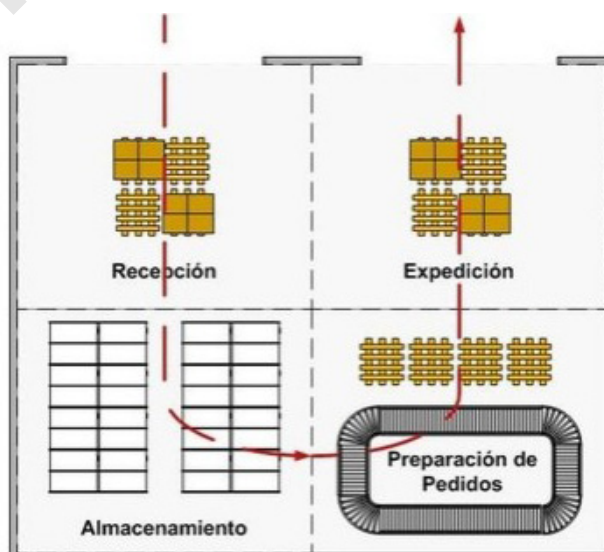 Recepción
Expedición
Preparación de
Pedidos
Almacenamiento